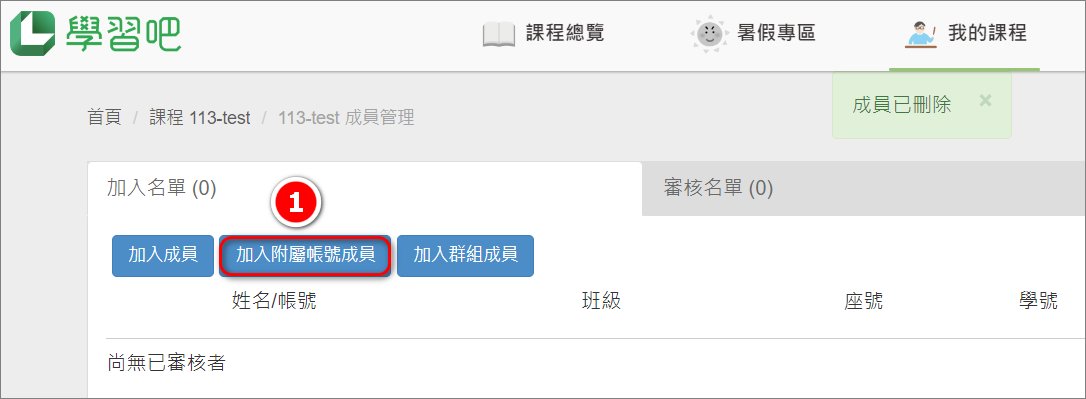 學習吧 課程總覽 暑假專區 我的課程
成員已刪除 ×
首頁 / 課程 113-test / 113-test 成員管理
加入名單 (0) 審核名單 (0)
1
加入成員 加入附屬帳號成員 加入群組成員
姓名/帳號 班級 座號 學號
尚無已審核者